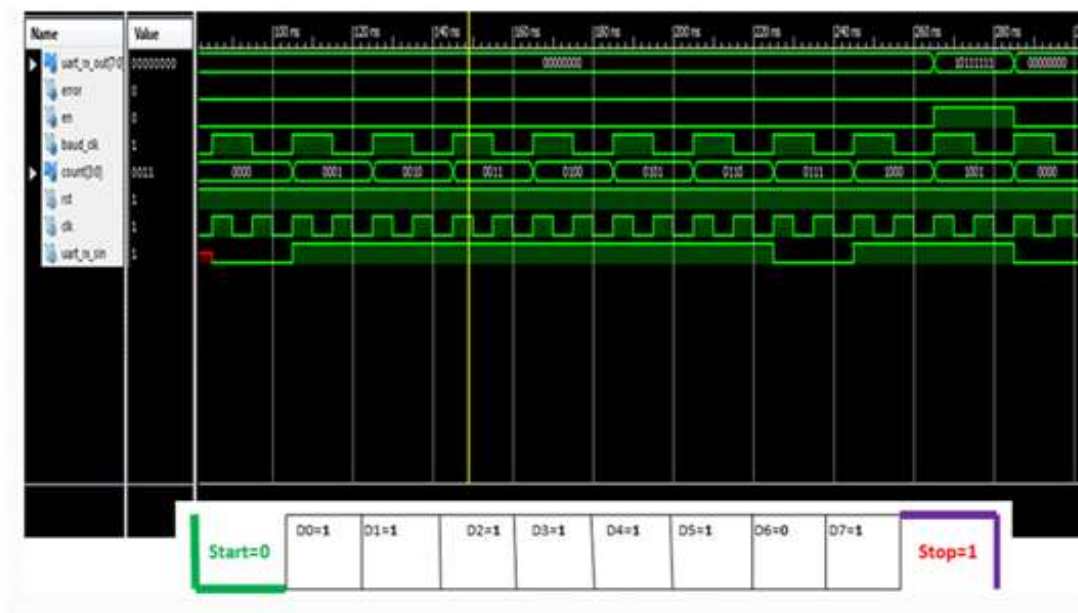 Name Value
100 ns 120 ns 140 ns 160 ns 180 ns 200 ns 220 ns 240 ns 260 ns 280 ns
uart_rx_out[7:0 00000000 00000000 10111111 00000000
error 0
en 0
baud_clk 1
count[3:0] 0011 0000 0001 0010 0011 0100 0101 0110 0111 1000 1001 0000
rst 1
clk 1
uart_rx_sin 1
Start=0 D0=1 D1=1 D2=1 D3=1 D4=1 D5=1 D6=0 D7=1 Stop=1